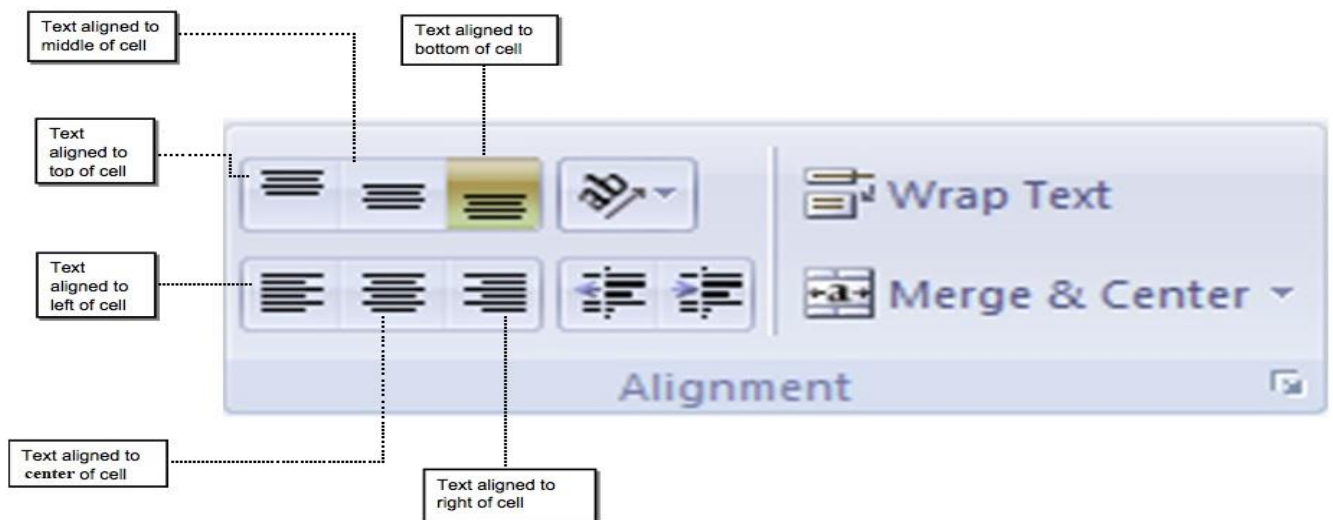 Text aligned to
middle of cell
Text aligned to
bottom of cell
Text
aligned to
top of cell
ab
Wrap Text
Text
aligned to
left of cell
a
Merge & Center
Alignment
Text aligned to
center of cell
Text aligned to
right of cell